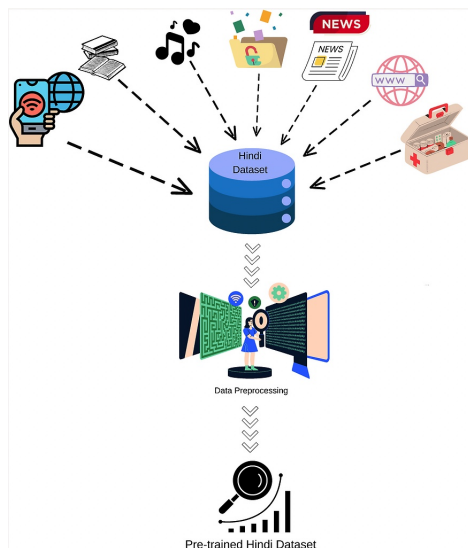 NEWS
NEWS
WWW
Hindi
Dataset
Data Preprocessing
Pre-trained Hindi Dataset